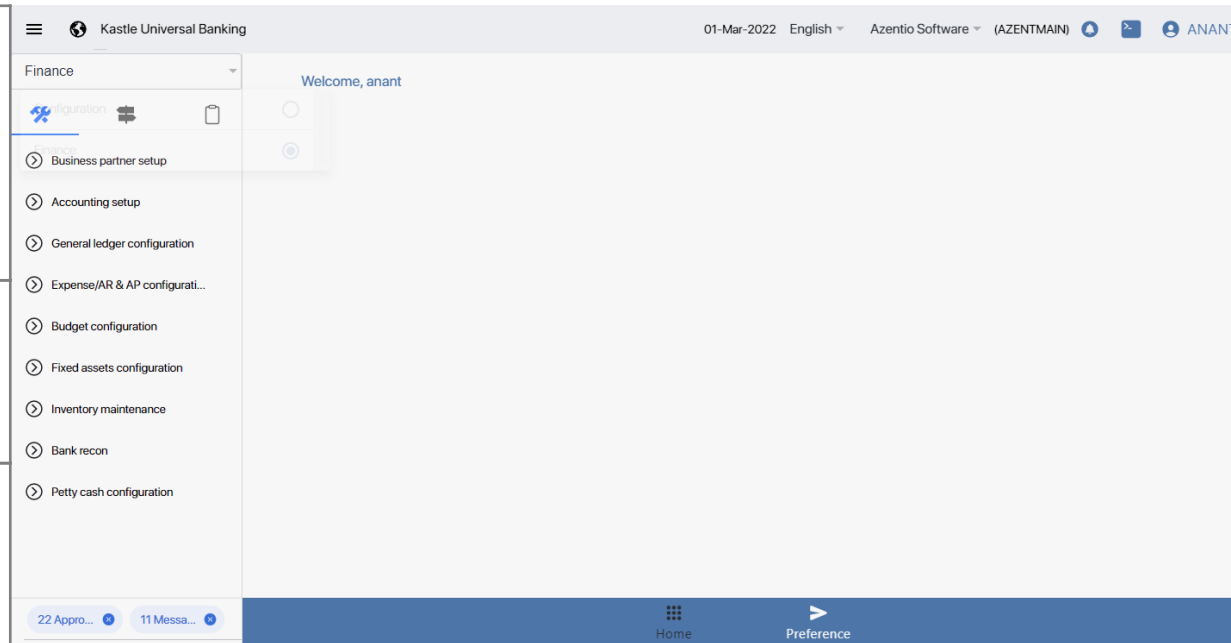 Kastle Universal Banking
01-Mar-2022 English Azentio Software (AZENTMAIN) ANANT
Finance
Welcome, anant
Finance
Business partner setup
Accounting setup
General ledger configuration
Expense/AR & AP configurati...
Budget configuration
Fixed assets configuration
Inventory maintenance
Bank recon
Petty cash configuration
22 Appro... 11 Messa...
Home Preference